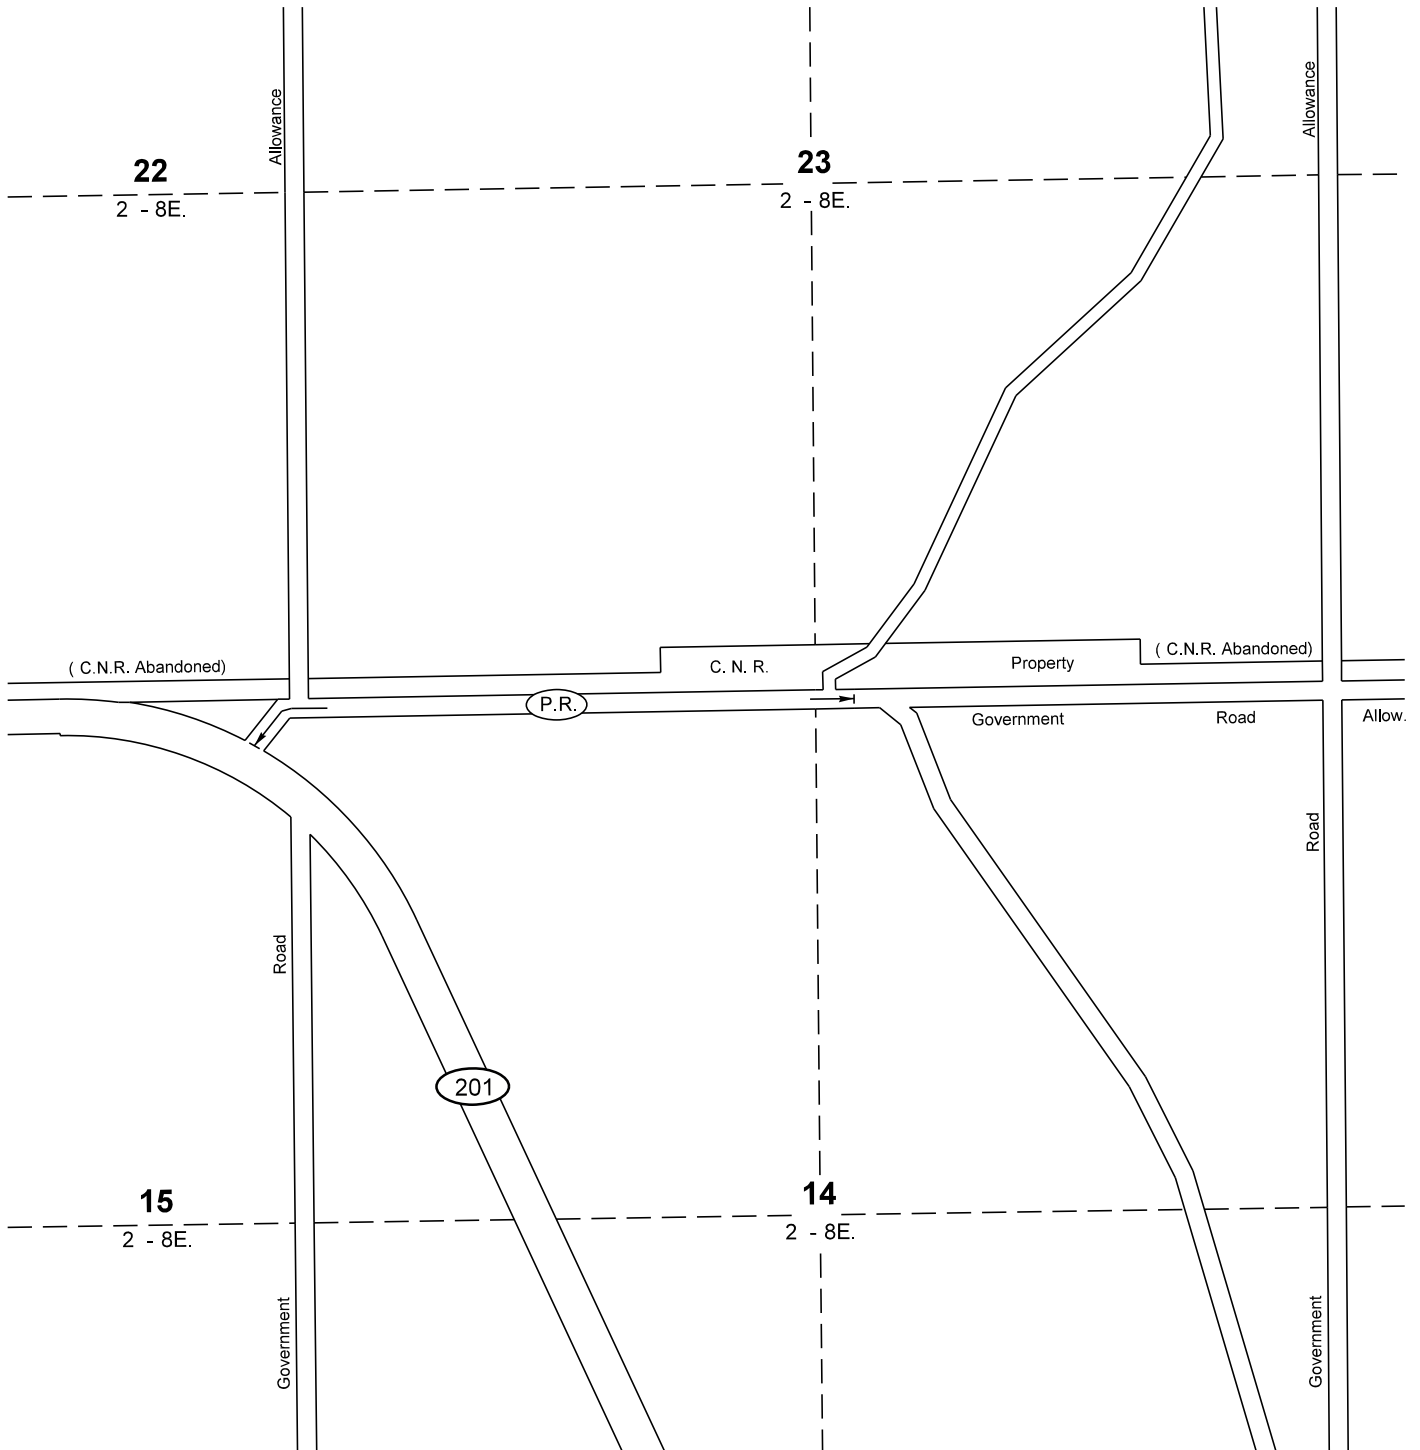 Allowance
Allowance
22
2 - 8E.
23
2 - 8E.
( C.N.R. Abandoned)
C. N. R.
Property
( C.N.R. Abandoned)
P.R.
Government Road Allow.
Road
Road
201
15
2 - 8E.
14
2 - 8E.
Government
Government